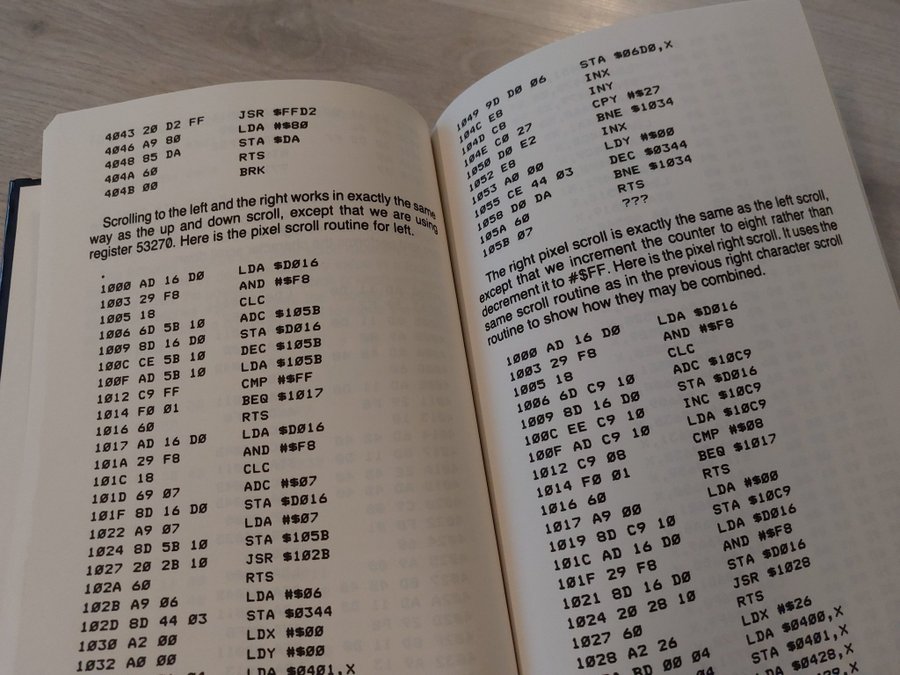 4043 20 D2 FF JSR $FFD2
4046 A9 80 LDA #$80
4048 85 DA STA $DA
404A 60 RTS
404B 00 BRK
Scrolling to the left and the right works in exactly the same
way as the up and down scroll, except that we are using
register 53270. Here is the pixel scroll routine for left.
.
1000 AD 16 D0 LDA $D016
1003 29 F8 AND #$F8
1005 18 CLC
1006 6D 5B 10 ADC $105B
1009 8D 16 D0 STA $D016
100C CE 5B 10 DEC $105B
100F AD 5B 10 LDA $105B
1012 C9 FF CMP #$FF
1014 F0 01 BEQ $1017
1016 60 RTS
1017 AD 16 D0 LDA $D016
101A 29 F8 AND #$F8
101C 18 CLC
101D 69 07 ADC #$07
101F 8D 16 D0 STA $D016
1022 A9 07 LDA #$07
1024 8D 5B 10 STA $105B
1027 20 2B 10 JSR $102B
102A 60 RTS
102B A9 06 LDA #$06
102D 8D 44 03 STA $0344
1030 A2 00 LDX #$00
1032 A0 00 LDY #$00
LDA $0401,X
1049 9D D0 06 STA $06D0,X
104C E8 INX
104D C8 INY
104E C0 27 CPY #$27
1050 D0 E2 BNE $1034
1052 E8 INX
1053 A0 00 LDY #$00
1055 CE 44 03 DEC $0344
1058 D0 DA BNE $1034
105A 60 RTS
105B 07 ???
The right pixel scroll is exactly the same as the left scroll,
except that we increment the counter to eight rather than
decrement it to #$FF. Here is the pixel right scroll. It uses the
same scroll routine as in the previous right character scroll
routine to show how they may be combined.
1000 AD 16 D0 LDA $D016
1003 29 F8 AND #$F8
1005 18 CLC
1006 6D C9 10 ADC $10C9
1009 8D 16 D0 STA $D016
100C EE C9 10 INC $10C9
100F AD C9 10 LDA $10C9
1012 C9 08 CMP #$08
1014 F0 01 BEQ $1017
1016 60 RTS
1017 A9 00 LDA #$00
1019 8D C9 10 STA $10C9
101C AD 16 D0 LDA $D016
101F 29 F8 AND #$F8
1021 8D 16 D0 STA $D016
1024 20 28 10 JSR $1028
1027 60 RTS
1028 A2 26 LDX #$26
BD 00 04 LDA $0400,X
04 STA $0401,X
LDA $0428,X